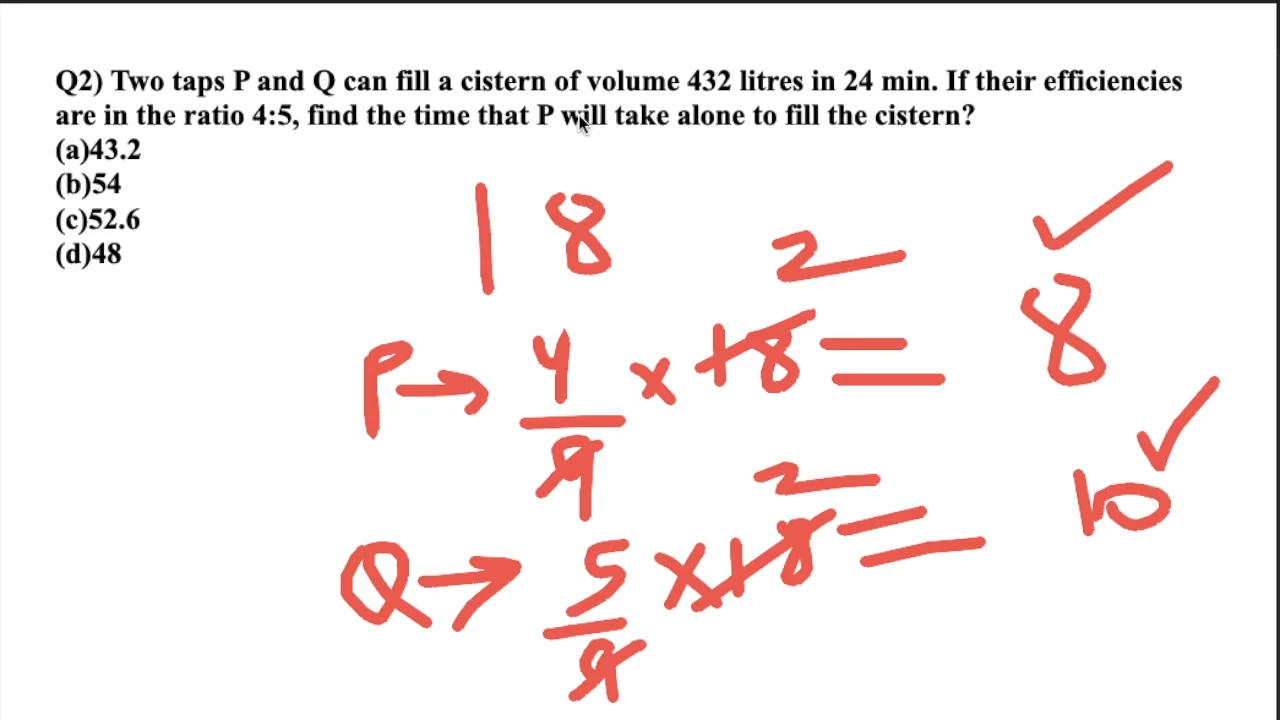 Q2) Two taps P and Q can fill a cistern of volume 432 litres in 24 min. If their efficiencies
are in the ratio 4:5, find the time that P will take alone to fill the cistern?
(a)43.2
(b)54
(c)52.6
(d)48
18
2
P→ 4/9 x 18 = 8
2
Q→ 5/9 x 18 = 10